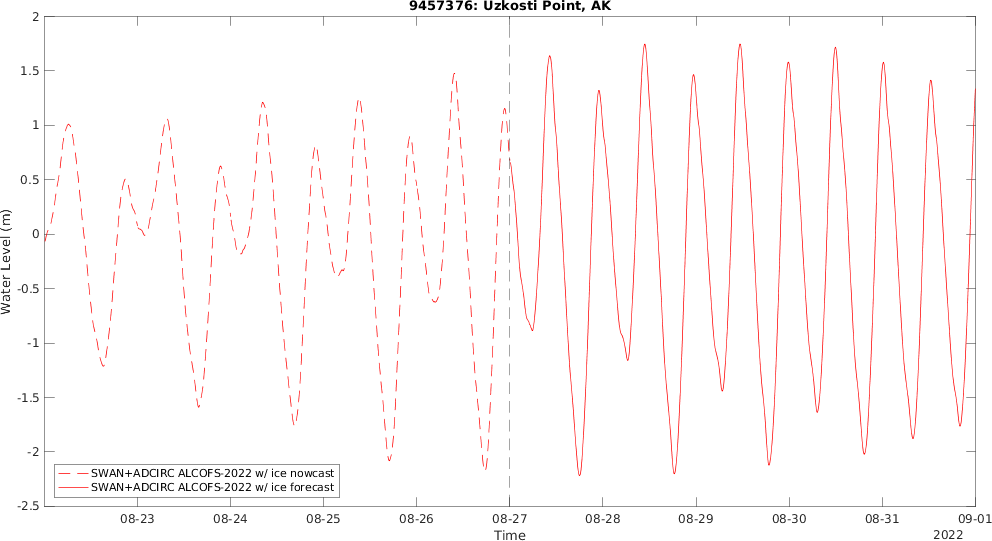 9457376: Uzkosti Point, AK
Water Level (m)
2
1.5
1
0.5
0
-0.5
-1
-1.5
-2
-2.5
SWAN+ADCIRC ALCOFS-2022 w/ ice nowcast
SWAN+ADCIRC ALCOFS-2022 w/ ice forecast
08-23 08-24 08-25 08-26 08-27 08-28 08-29 08-30 08-31 09-01
Time
2022